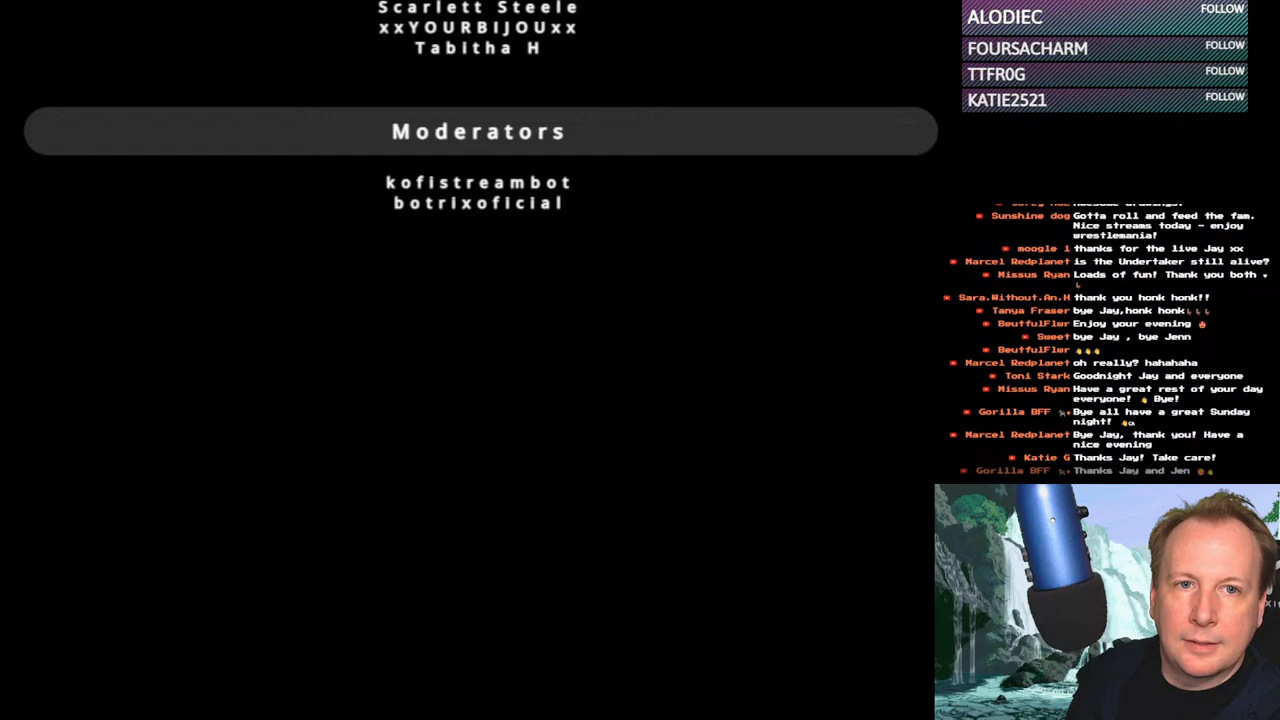 Scarlett Steele
xxYOURBIJOUxx
Tabitha H
Moderators
kofistreambot
botrixoficial
ALODIEC FOLLOW
FOURSACHARM FOLLOW
TTFR0G FOLLOW
KATIE2521 FOLLOW
Sunshine dog Gotta roll and feed the fam.
Nice streams today - enjoy
wrestlemania!
moogle l thanks for the live Jay xx
Marcel Redplanet is the Undertaker still alive?
Missus Ryan Loads of fun! Thank you both
Sara.Without.An.H thank you honk honk!!
Tanya Fraser bye Jay,honk honk
BeutfulFlwr Enjoy your evening
Sweet bye Jay , bye Jenn
BeutfulFlwr
Marcel Redplanet oh really? hahahaha
Toni Stark Goodnight Jay and everyone
Missus Ryan Have a great rest of your day
everyone! Bye!
Gorilla BFF Bye all have a great Sunday
night!
Marcel Redplanet Bye Jay, thank you! Have a
nice evening
Katie G Thanks Jay! Take care!
Gorilla BFF Thanks Jay and Jen